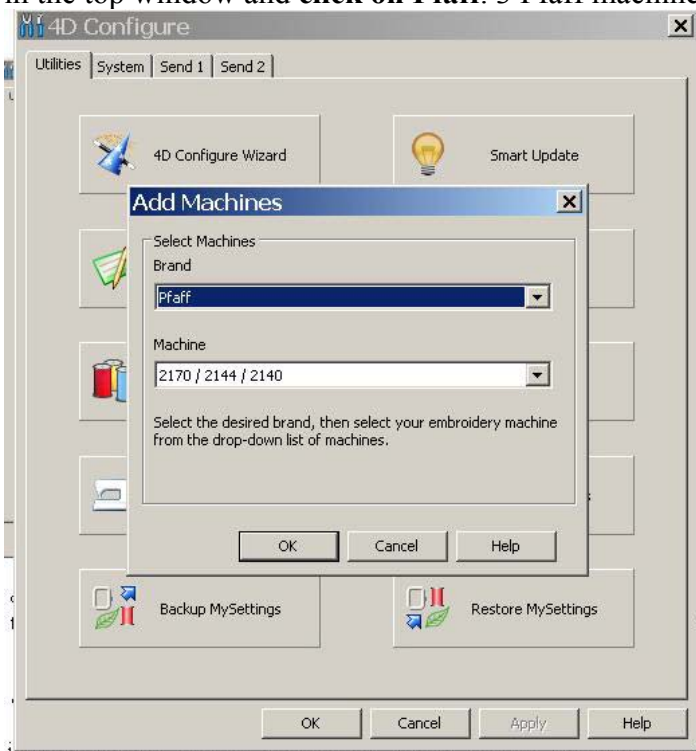 in the top window and click on Pfaff. 3 Pfaff machine
4D Configure
Utilities System Send 1 Send 2
4D Configure Wizard Smart Update
Add Machines
Select Machines
Brand
Pfaff
Machine
2170 / 2144 / 2140
Select the desired brand, then select your embroidery machine
from the drop-down list of machines.
OK Cancel Help
Backup MySettings Restore MySettings
OK Cancel Apply Help